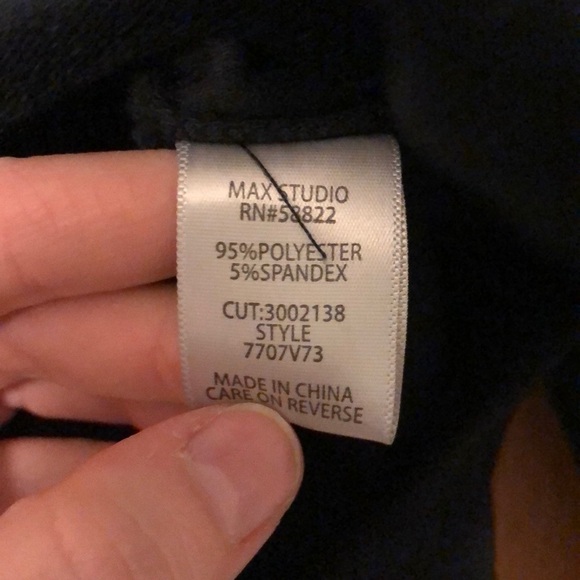 MAX STUDIO
RN#58822
95%POLYESTER
5%SPANDEX
CUT:3002138
STYLE
7707V73
MADE IN CHINA
CARE ON REVERSE